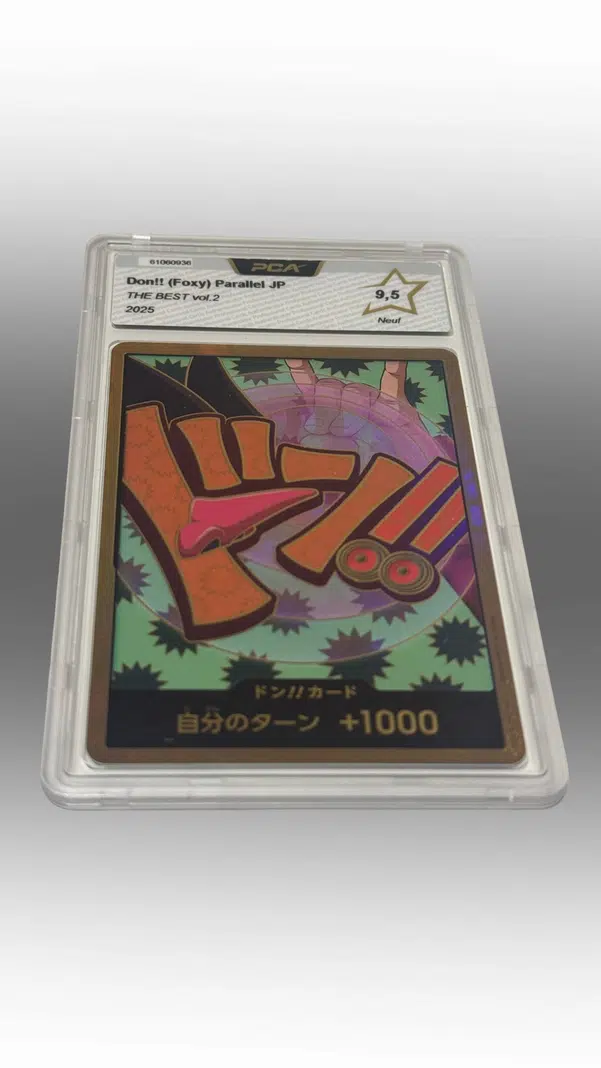 61060936
PCA
Don!! (Foxy) Parallel JP
THE BEST vol.2
2025
9,5
Neuf
ドン!!
ドン!!カード
自分のターン +1000